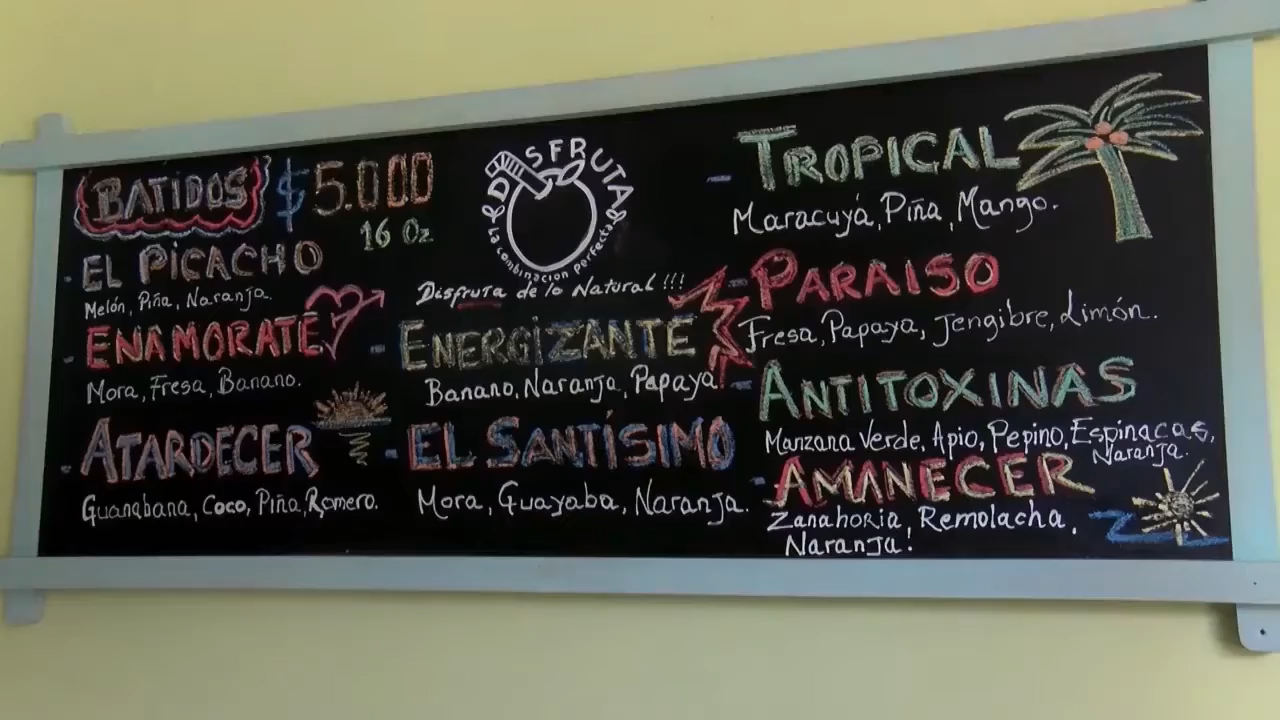 BATIDOS $5.000
16 Oz
- EL PICACHO
Melón, Piña, Naranja.
- ENAMORATE
Mora, Fresa, Banano.
- ATARDECER
Guanabana, Coco, Piña, Romero.
DISFRUTA
La combinación Perfecta
Disfruta de lo Natural!!!
- ENERGIZANTE
Banano, Naranja, Papaya.
- EL SANTÍSIMO
Mora, Guayaba, Naranja.
- TROPICAL
Maracuyá, Piña, Mango.
- PARAISO
Fresa, Papaya, Jengibre, Limón.
- ANTITOXINAS
Manzana Verde, Apio, Pepino, Espinacas,
Naranja.
- AMANECER
Zanahoria, Remolacha,
Naranja!